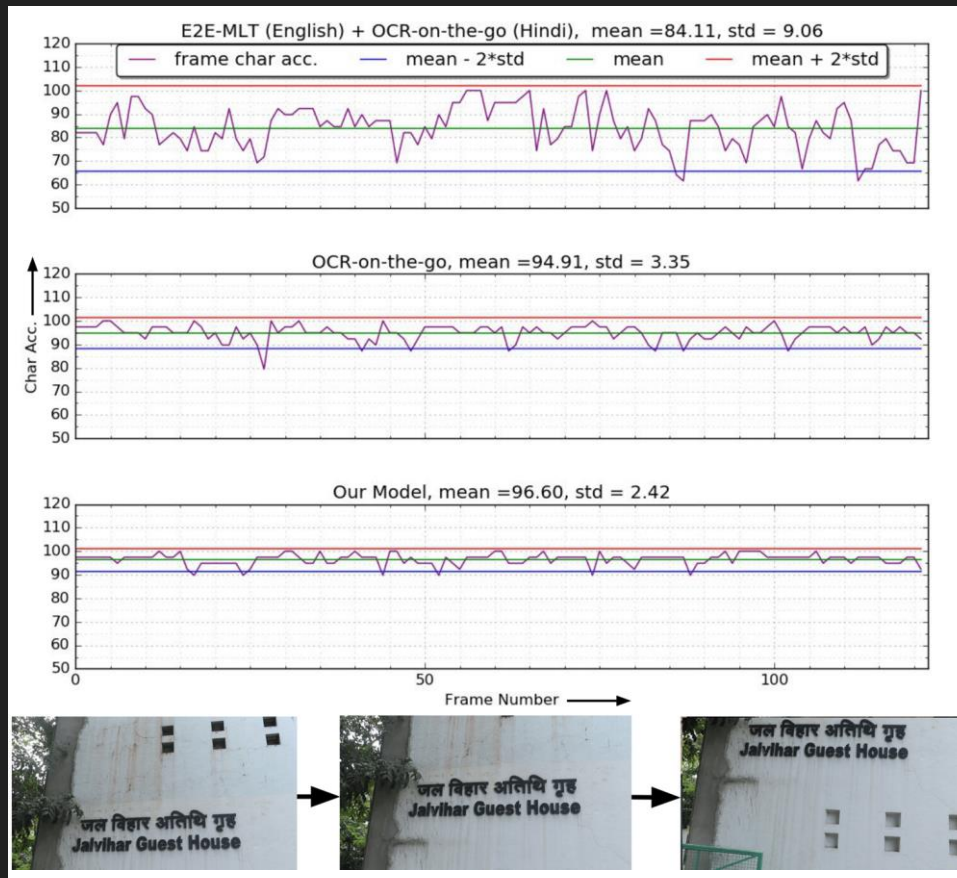 E2E-MLT (English) + OCR-on-the-go (Hindi), mean =84.11, std = 9.06
120
frame char acc. mean - 2*std mean mean + 2*std
110
100
90
80
70
60
50
OCR-on-the-go, mean =94.91, std = 3.35
120
110
100
90
80
70
60
50
Char Acc.
Our Model, mean =96.60, std = 2.42
120
110
100
90
80
70
60
50
0 50 100
Frame Number
जल बिहार अतिथि गृह
Jalvihar Guest House
जल बिहार अतिथि गृह
Jalvihar Guest House
जल बिहार अतिथि गृह
Jalvihar Guest House